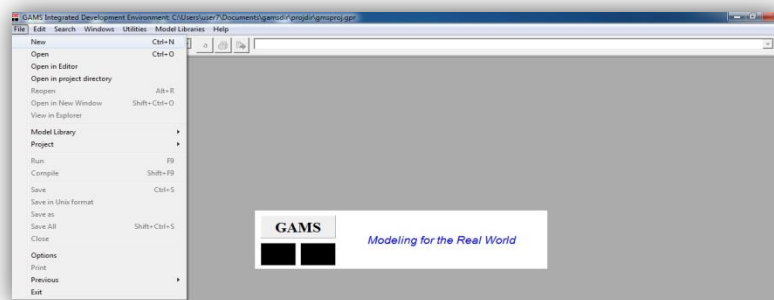 GAMS Integrated Development Environment: C:\Users\user7\Documents\gamsdir\projdir\gmsproj.gpr
File Edit Search Windows Utilities Model Libraries Help
New Ctrl+N
Open Ctrl+O
Open in Editor
Open in project directory
Reopen Alt+R
Open in New Window Shift+Ctrl+O
View in Explorer
Model Library
Project
Run F9
Compile Shift+F9
Save Ctrl+S
Save in Unix format
Save as
Save All Shift+Ctrl+S
Close
Options
Print
Previous
Exit
GAMS
Modeling for the Real World